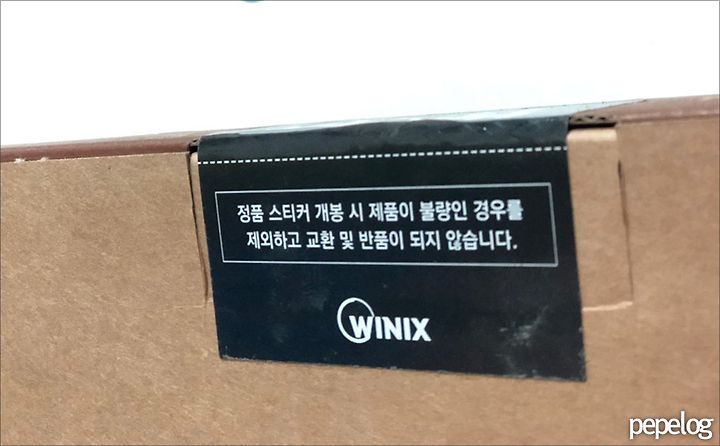 정품 스티커 개봉 시 제품이 불량인 경우를
제외하고 교환 및 반품이 되지 않습니다.
WINIX
pepelog